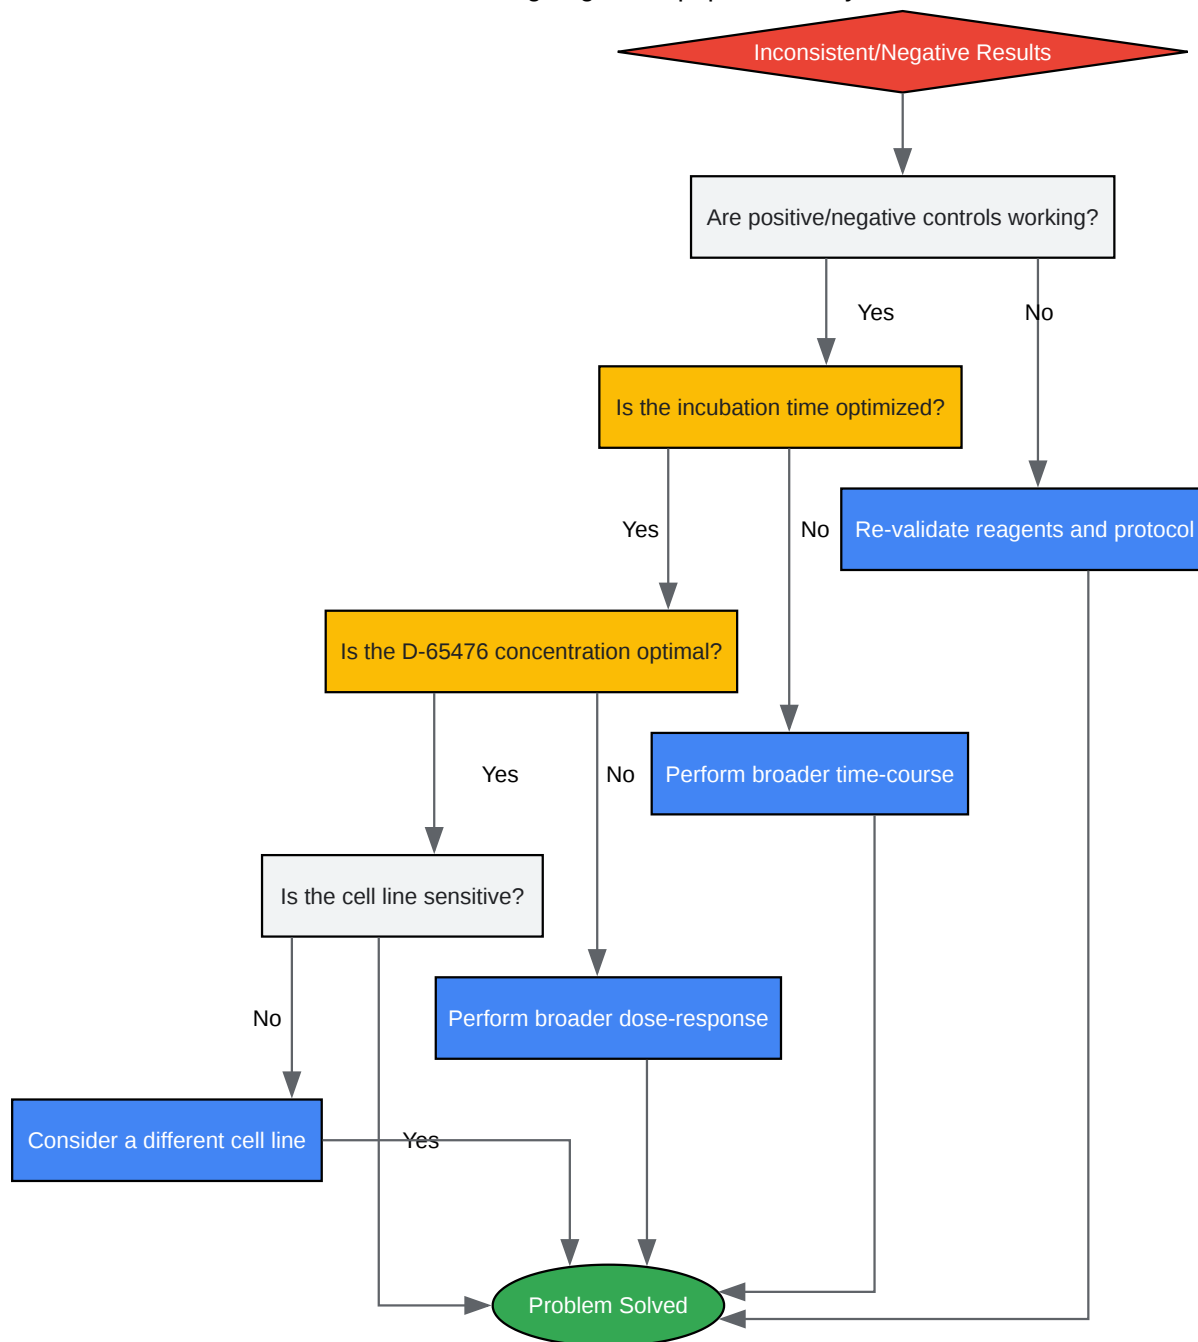 Inconsistent/Negative Results
Are positive/negative controls working?
Yes
No
Is the incubation time optimized?
Yes
No
Re-validate reagents and protocol
Is the D-65476 concentration optimal?
Yes
No
Perform broader time-course
Is the cell line sensitive?
No
Perform broader dose-response
Consider a different cell line
Yes
Problem Solved